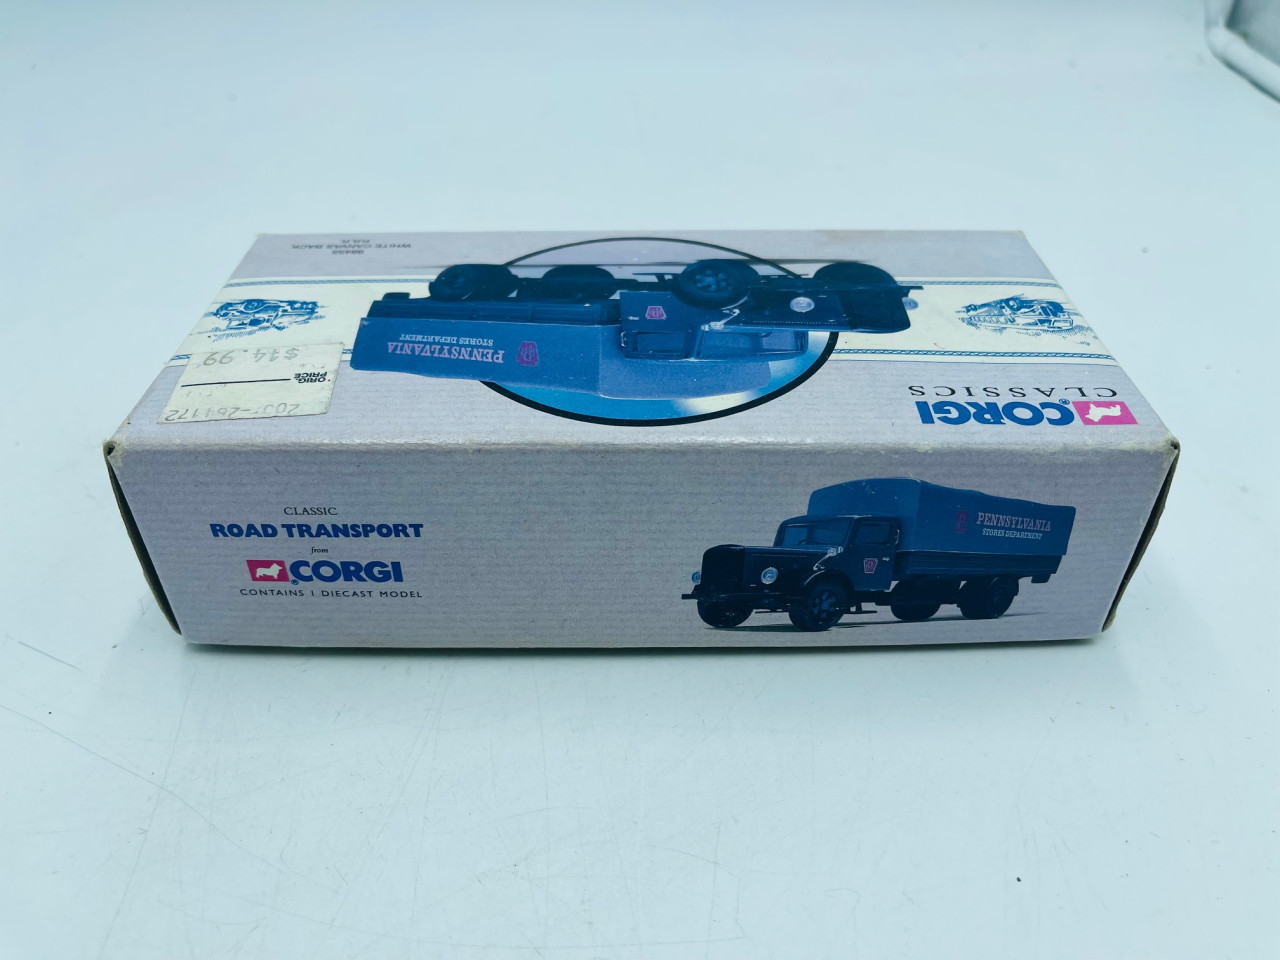 WHITE CANVAS BACK
P.R.R.
PENNSYLVANIA
STORES DEPARTMENT
$14.99
ORIG.
PRICE
CORGI®
CLASSICS
CLASSIC
ROAD TRANSPORT
from
CORGI
CONTAINS 1 DIECAST MODEL
PENNSYLVANIA
STORES DEPARTMENT